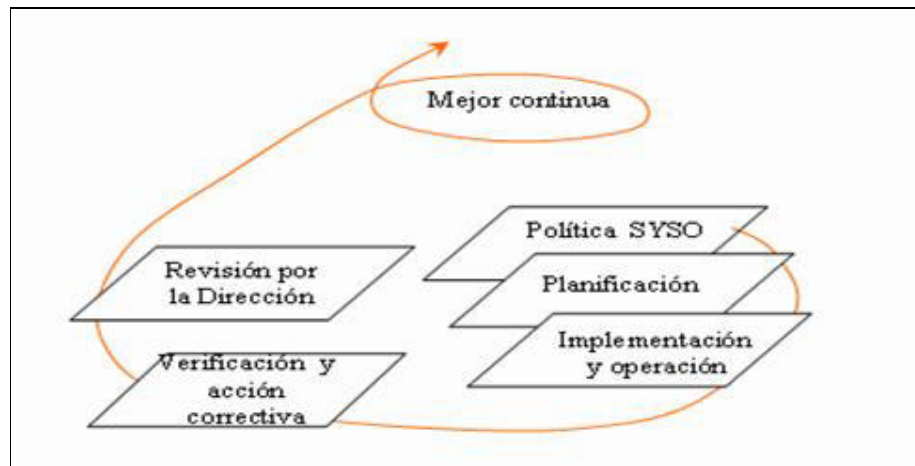 Mejor continua
Política SYSO
Planificación
Implementación
y operación
Revisión por
la Dirección
Verificación y
acción
correctiva